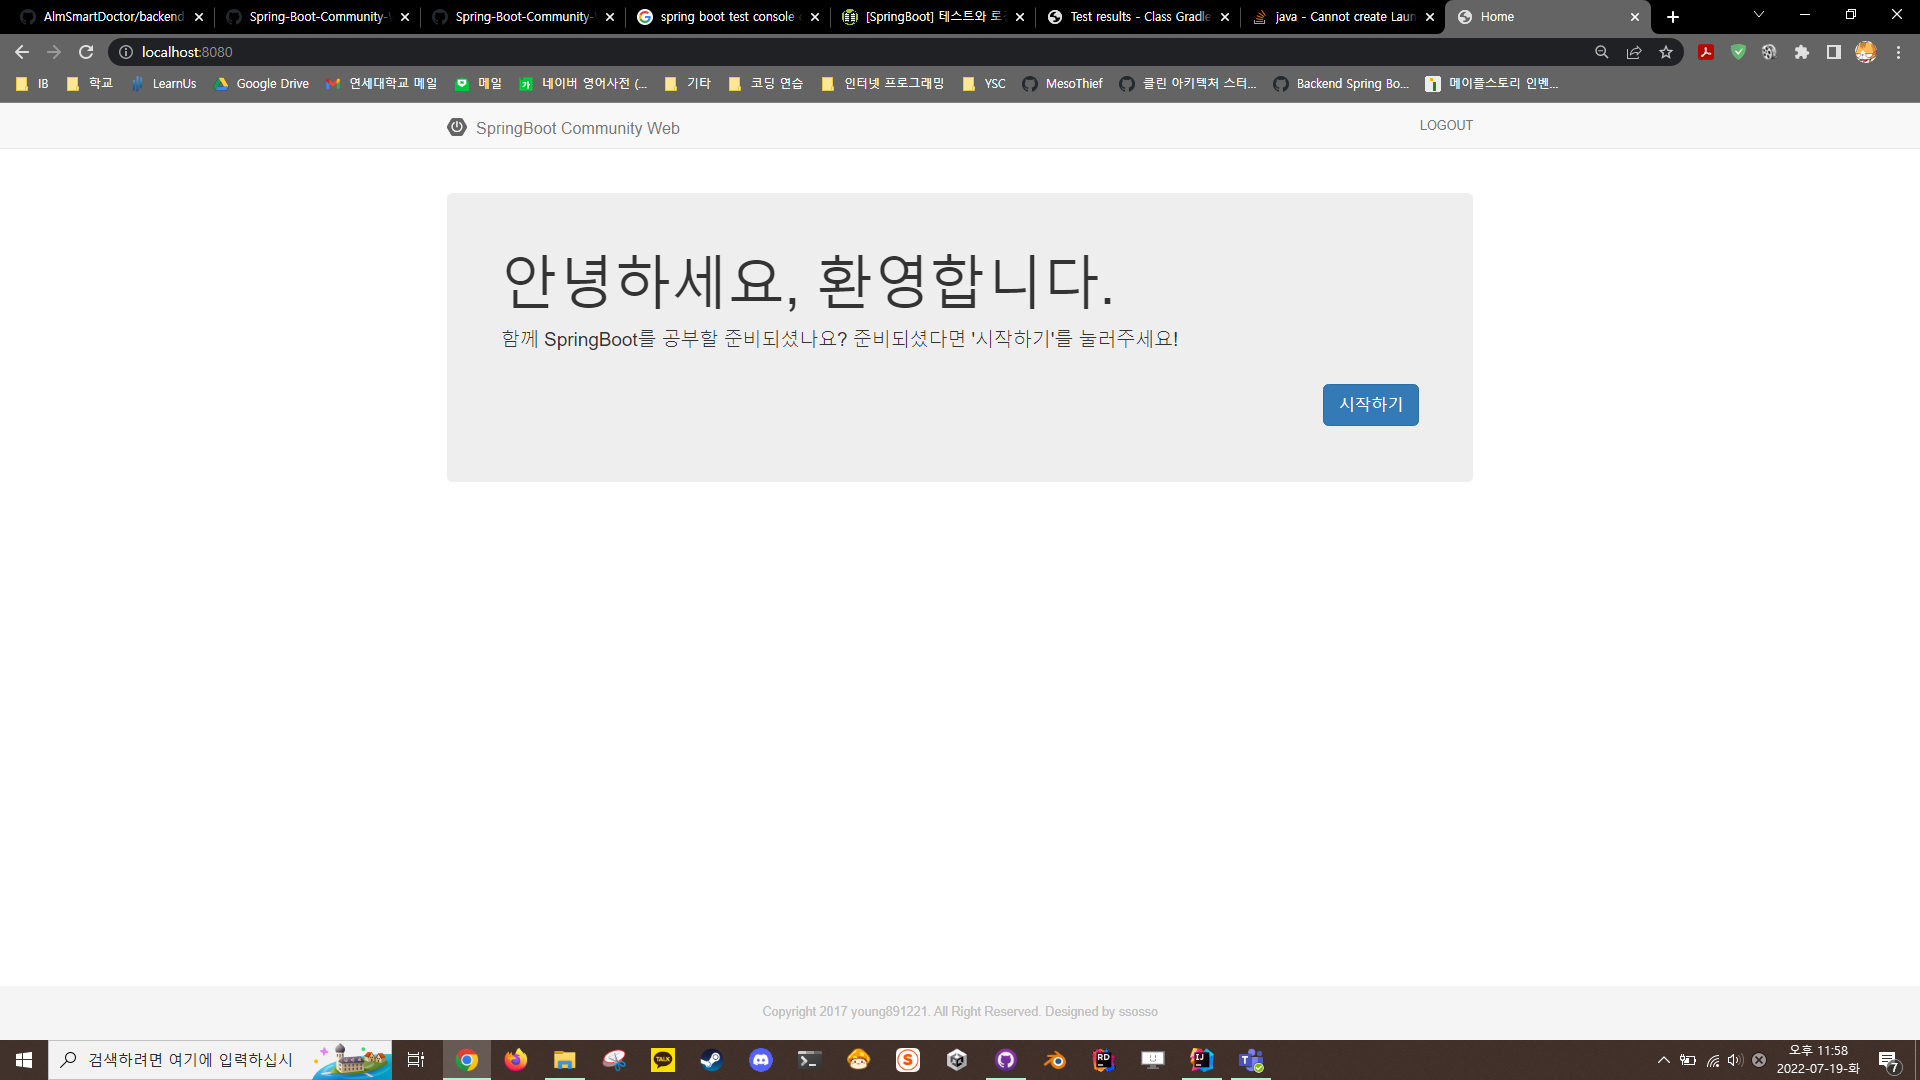 AlmSmartDoctor/backend
Spring-Boot-Community-
Spring-Boot-Community-
spring boot test console
[SpringBoot] 테스트와 로
Test results - Class Gradle
java - Cannot create Laun
Home
localhost:8080
IB
학교
LearnUs
Google Drive
연세대학교 메일
메일
네이버 영어사전 (...
기타
코딩 연습
인터넷 프로그래밍
YSC
MesoThief
클린 아키텍처 스터...
Backend Spring Bo...
메이플스토리 인벤...
SpringBoot Community Web
LOGOUT
안녕하세요, 환영합니다.
함께 SpringBoot를 공부할 준비되셨나요? 준비되셨다면 '시작하기'를 눌러주세요!
시작하기
Copyright 2017 young891221. All Right Reserved. Designed by ssosso
검색하려면 여기에 입력하십시
TALK
S
RD
IJ
T
오후 11:58
2022-07-19-화
7